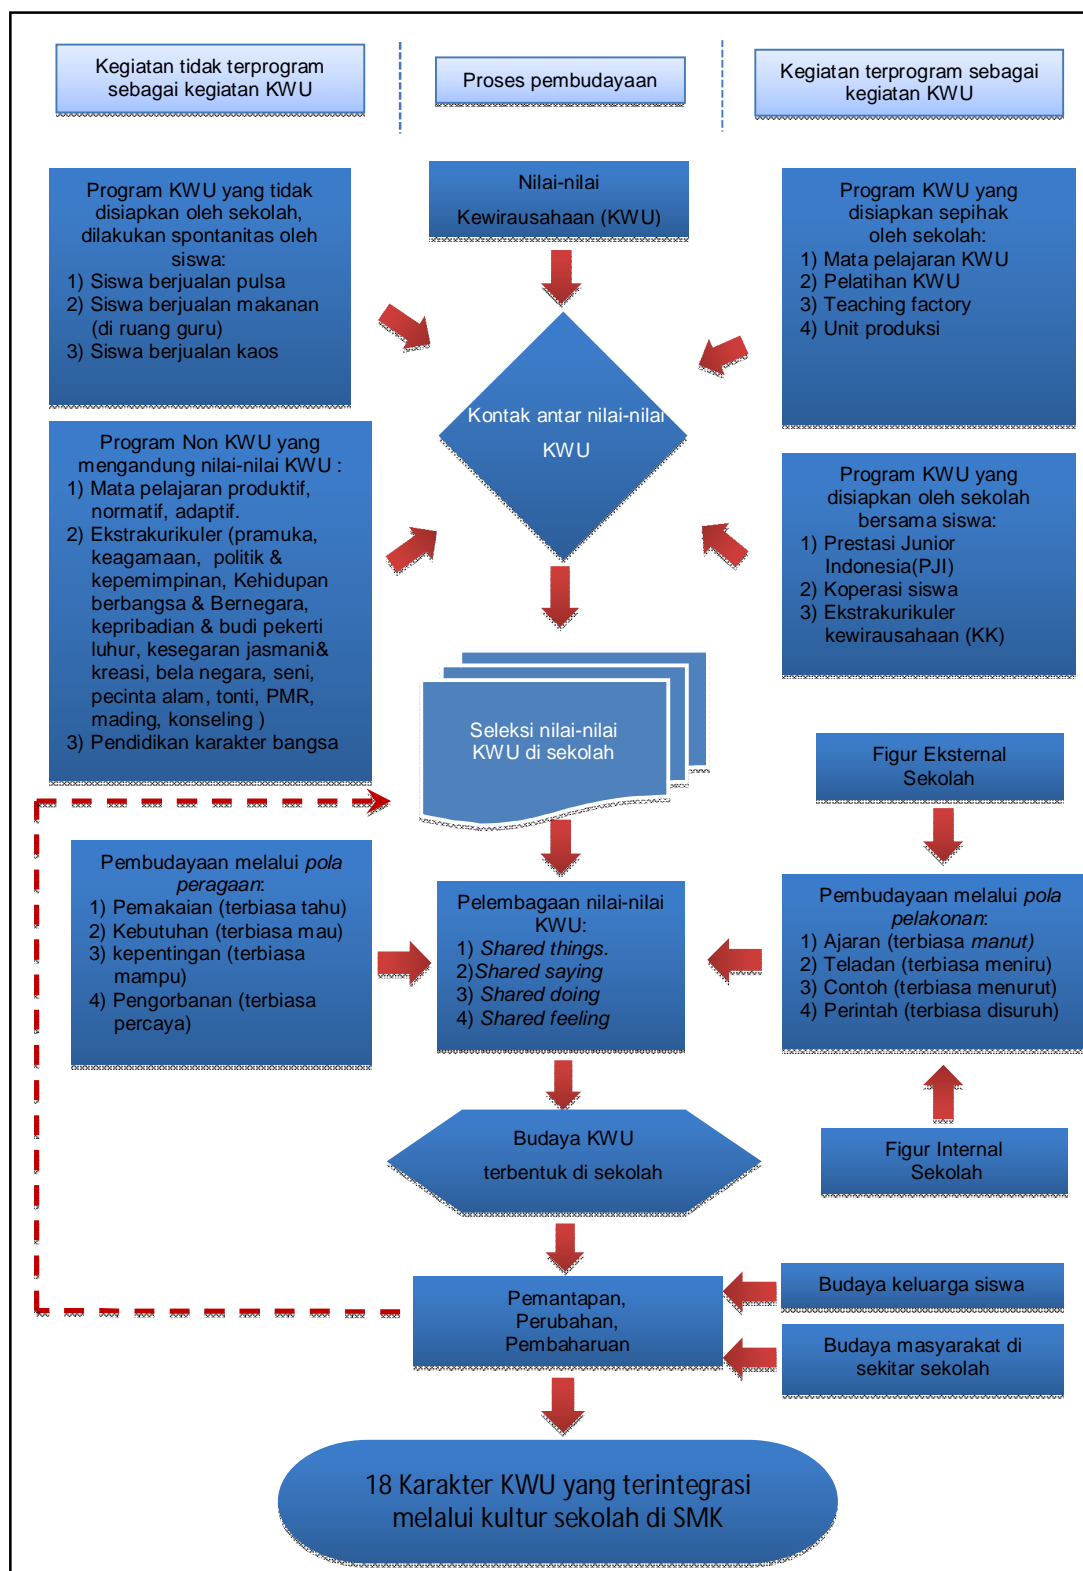 Kegiatan tidak terprogram
sebagai kegiatan KWU
Proses pembudayaan
Kegiatan terprogram sebagai
kegiatan KWU
Program KWU yang tidak
disiapkan oleh sekolah,
dilakukan spontanitas oleh
siswa:
1) Siswa berjualan pulsa
2) Siswa berjualan makanan
(di ruang guru)
3) Siswa berjualan kaos
Nilai-nilai
Kewirausahaan (KWU)
Program KWU yang
disiapkan sepihak
oleh sekolah:
1) Mata pelajaran KWU
2) Pelatihan KWU
3) Teaching factory
4) Unit produksi
Kontak antar nilai-nilai
KWU
Program Non KWU yang
mengandung nilai-nilai KWU :
1) Mata pelajaran produktif,
normatif, adaptif.
2) Ekstrakurikuler (pramuka,
keagamaan, politik &
kepemimpinan, Kehidupan
berbangsa & Bernegara,
kepribadian & budi pekerti
luhur, kesegaran jasmani&
kreasi, bela negara, seni,
pecinta alam, tonti, PMR,
mading, konseling )
3) Pendidikan karakter bangsa
Program KWU yang
disiapkan oleh sekolah
bersama siswa:
1) Prestasi Junior
Indonesia(PJI)
2) Koperasi siswa
3) Ekstrakurikuler
kewirausahaan (KK)
Seleksi nilai-nilai
KWU di sekolah
Figur Eksternal
Sekolah
Pembudayaan melalui pola
peragaan:
1) Pemakaian (terbiasa tahu)
2) Kebutuhan (terbiasa mau)
3) kepentingan (terbiasa
mampu)
4) Pengorbanan (terbiasa
percaya)
Pelembagaan nilai-nilai
KWU:
1) Shared things.
2)Shared saying
3) Shared doing
4) Shared feeling
Pembudayaan melalui pola
pelakonan:
1) Ajaran (terbiasa manut)
2) Teladan (terbiasa meniru)
3) Contoh (terbiasa menurut)
4) Perintah (terbiasa disuruh)
Budaya KWU
terbentuk di sekolah
Figur Internal
Sekolah
Pemantapan,
Perubahan,
Pembaharuan
Budaya keluarga siswa
Budaya masyarakat di
sekitar sekolah
18 Karakter KWU yang terintegrasi
melalui kultur sekolah di SMK